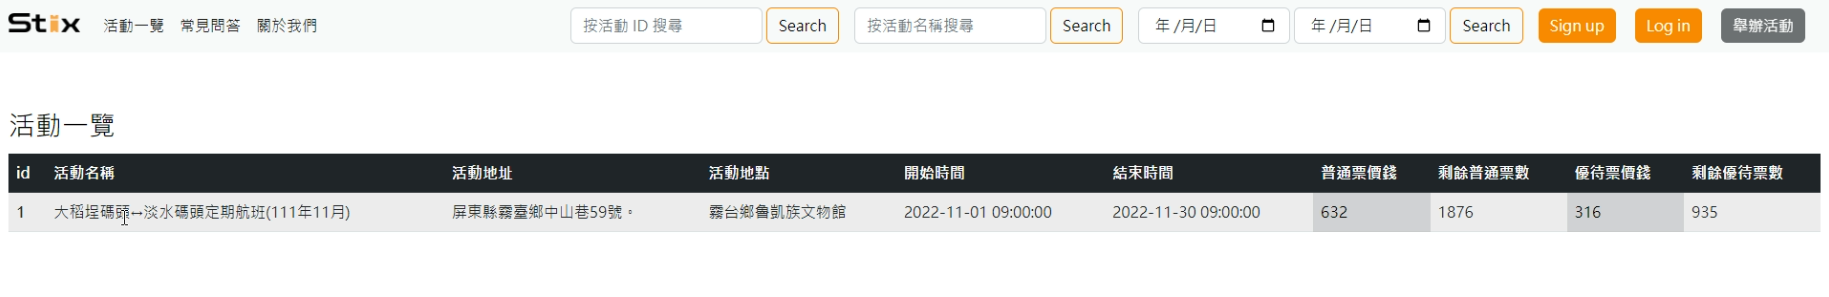 Stix 活動一覽 常見問答 關於我們 按活動 ID 搜尋 Search 按活動名稱搜尋 Search 年 /月/日 年 /月/日 Search Sign up Log in 舉辦活動
活動一覽
id 活動名稱 活動地址 活動地點 開始時間 結束時間 普通票價錢 剩餘普通票數 優待票價錢 剩餘優待票數
1 大稻埕碼頭↔淡水碼頭定期航班(111年11月) 屏東縣霧臺鄉中山巷59號。 霧台鄉魯凱族文物館 2022-11-01 09:00:00 2022-11-30 09:00:00 632 1876 316 935